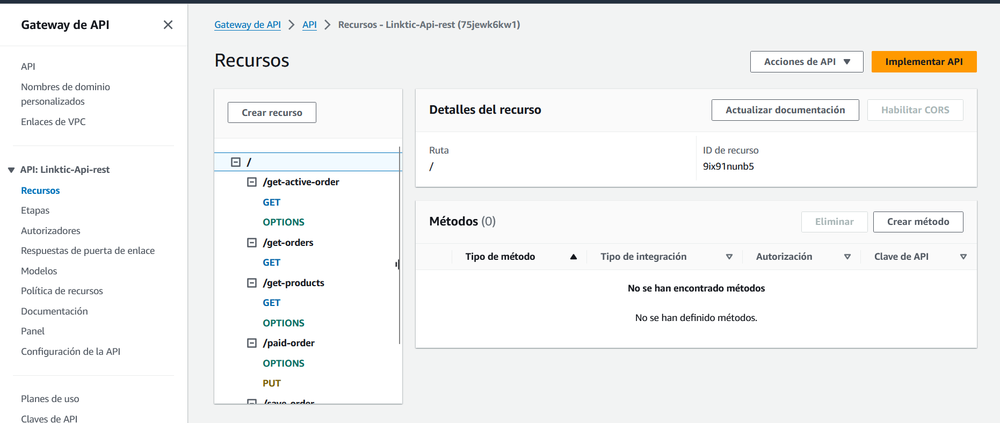 Gateway de API
API
Nombres de dominio
personalizados
Enlaces de VPC
API: Linktic-Api-rest
Recursos
Etapas
Autorizadores
Respuestas de puerta de enlace
Modelos
Política de recursos
Documentación
Panel
Configuración de la API
Planes de uso
Claves de API
Gateway de API > API > Recursos - Linktic-Api-rest (75jewk6kw1)
Recursos
Acciones de API
Implementar API
Crear recurso
/
/get-active-order
GET
OPTIONS
/get-orders
GET
/get-products
GET
OPTIONS
/paid-order
OPTIONS
PUT
/save-order
Detalles del recurso
Actualizar documentación
Habilitar CORS
Ruta
/
ID de recurso
9ix91nunb5
Métodos (0)
Eliminar
Crear método
Tipo de método
Tipo de integración
Autorización
Clave de API
No se han encontrado métodos
No se han definido métodos.